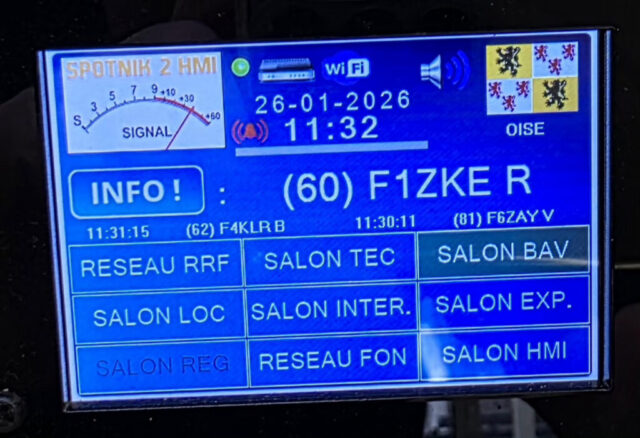 SPOTNIK 2 HMI
WiFi
S 3 5 7 9 +10 +30 +60
SIGNAL
26-01-2026
11:32
OISE
INFO ! : (60) F1ZKE R
11:31:15 (62) F4KLR B 11:30:11 (81) F6ZAY V
RESEAU RRF SALON TEC SALON BAV
SALON LOC SALON INTER. SALON EXP.
SALON REG RESEAU FON SALON HMI